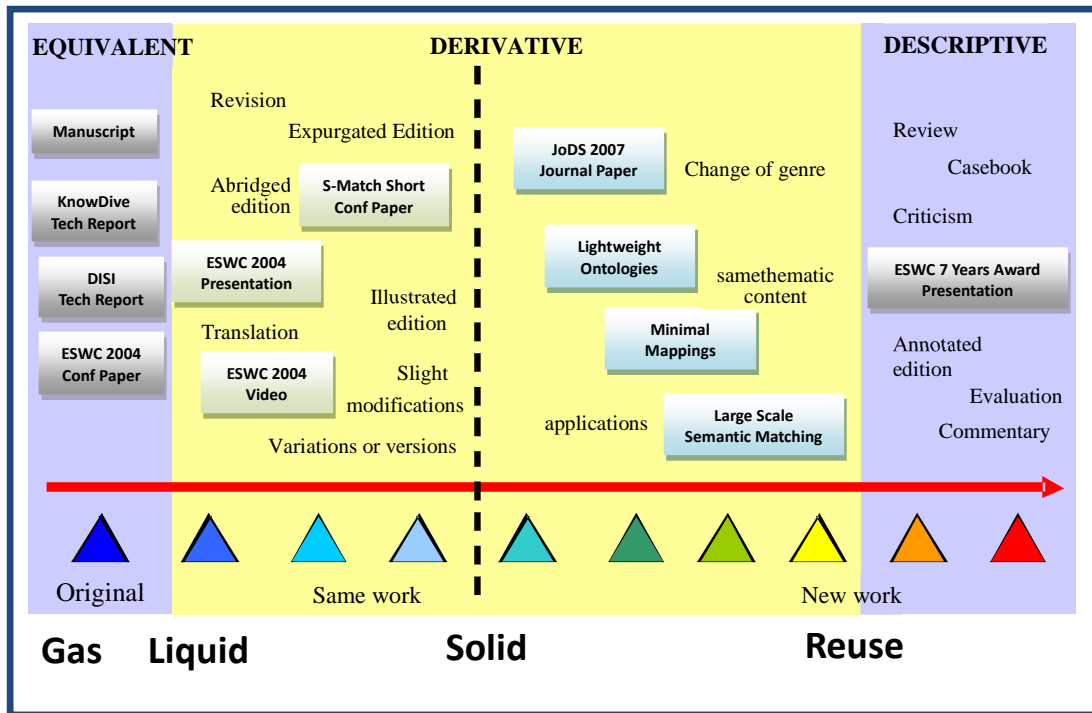 EQUIVALENT
DERIVATIVE
DESCRIPTIVE
Manuscript
KnowDive
Tech Report
DISI
Tech Report
ESWC 2004
Conf Paper
Revision
Expurgated Edition
Abridged
edition
S-Match Short
Conf Paper
ESWC 2004
Presentation
Illustrated
edition
Translation
ESWC 2004
Video
Slight
modifications
Variations or versions
JoDS 2007
Journal Paper
Change of genre
Lightweight
Ontologies
samethematic
content
Minimal
Mappings
applications
Large Scale
Semantic Matching
Review
Casebook
Criticism
ESWC 7 Years Award
Presentation
Annotated
edition
Evaluation
Commentary
Original
Same work
New work
Gas
Liquid
Solid
Reuse